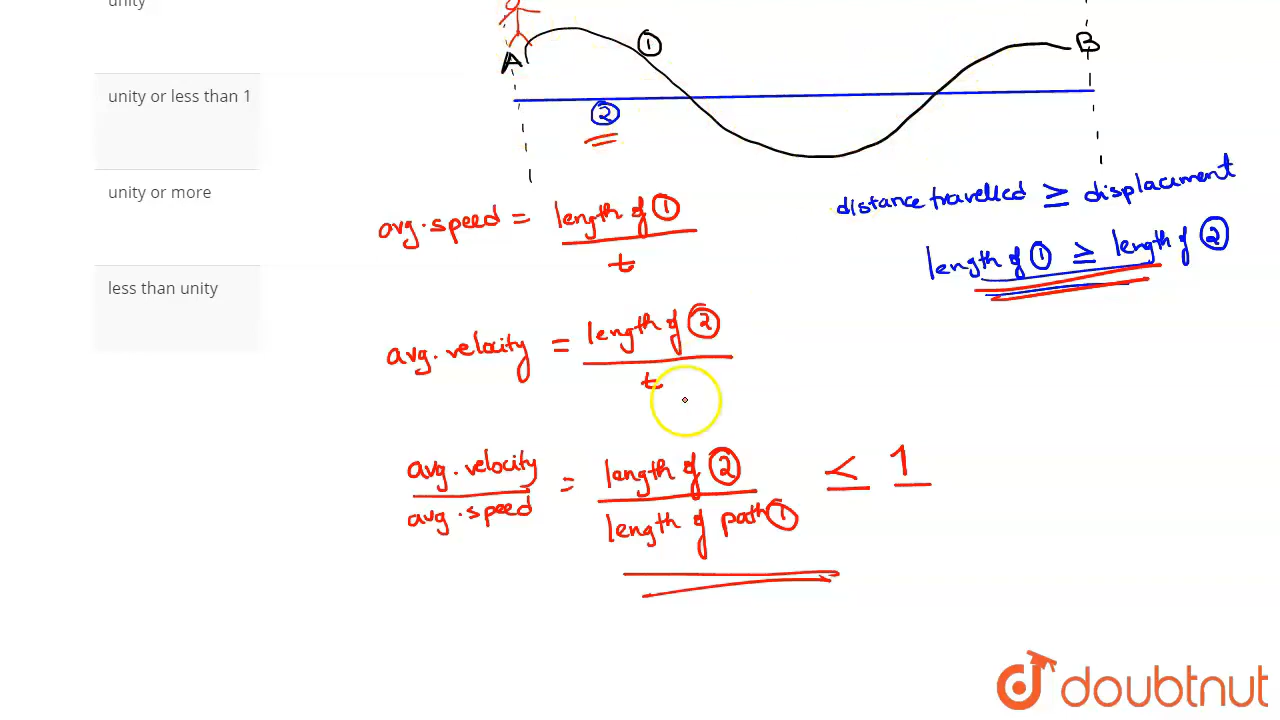 unity
A
①
B
unity or less than 1
②
unity or more
distance travelled ≥ displacement
avg. speed = length of ① / t
length of ① ≥ length of ②
less than unity
avg. velocity = length of ② / t
avg. velocity / avg. speed = length of ② / length of path ① ≤ 1
doubtnut